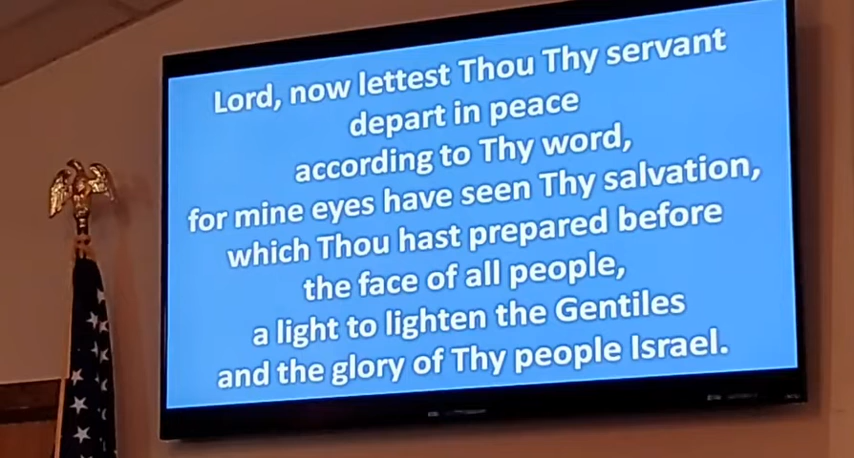 Lord, now lettest Thou Thy servant
depart in peace
according to Thy word,
for mine eyes have seen Thy salvation,
which Thou hast prepared before
the face of all people,
a light to lighten the Gentiles
and the glory of Thy people Israel.